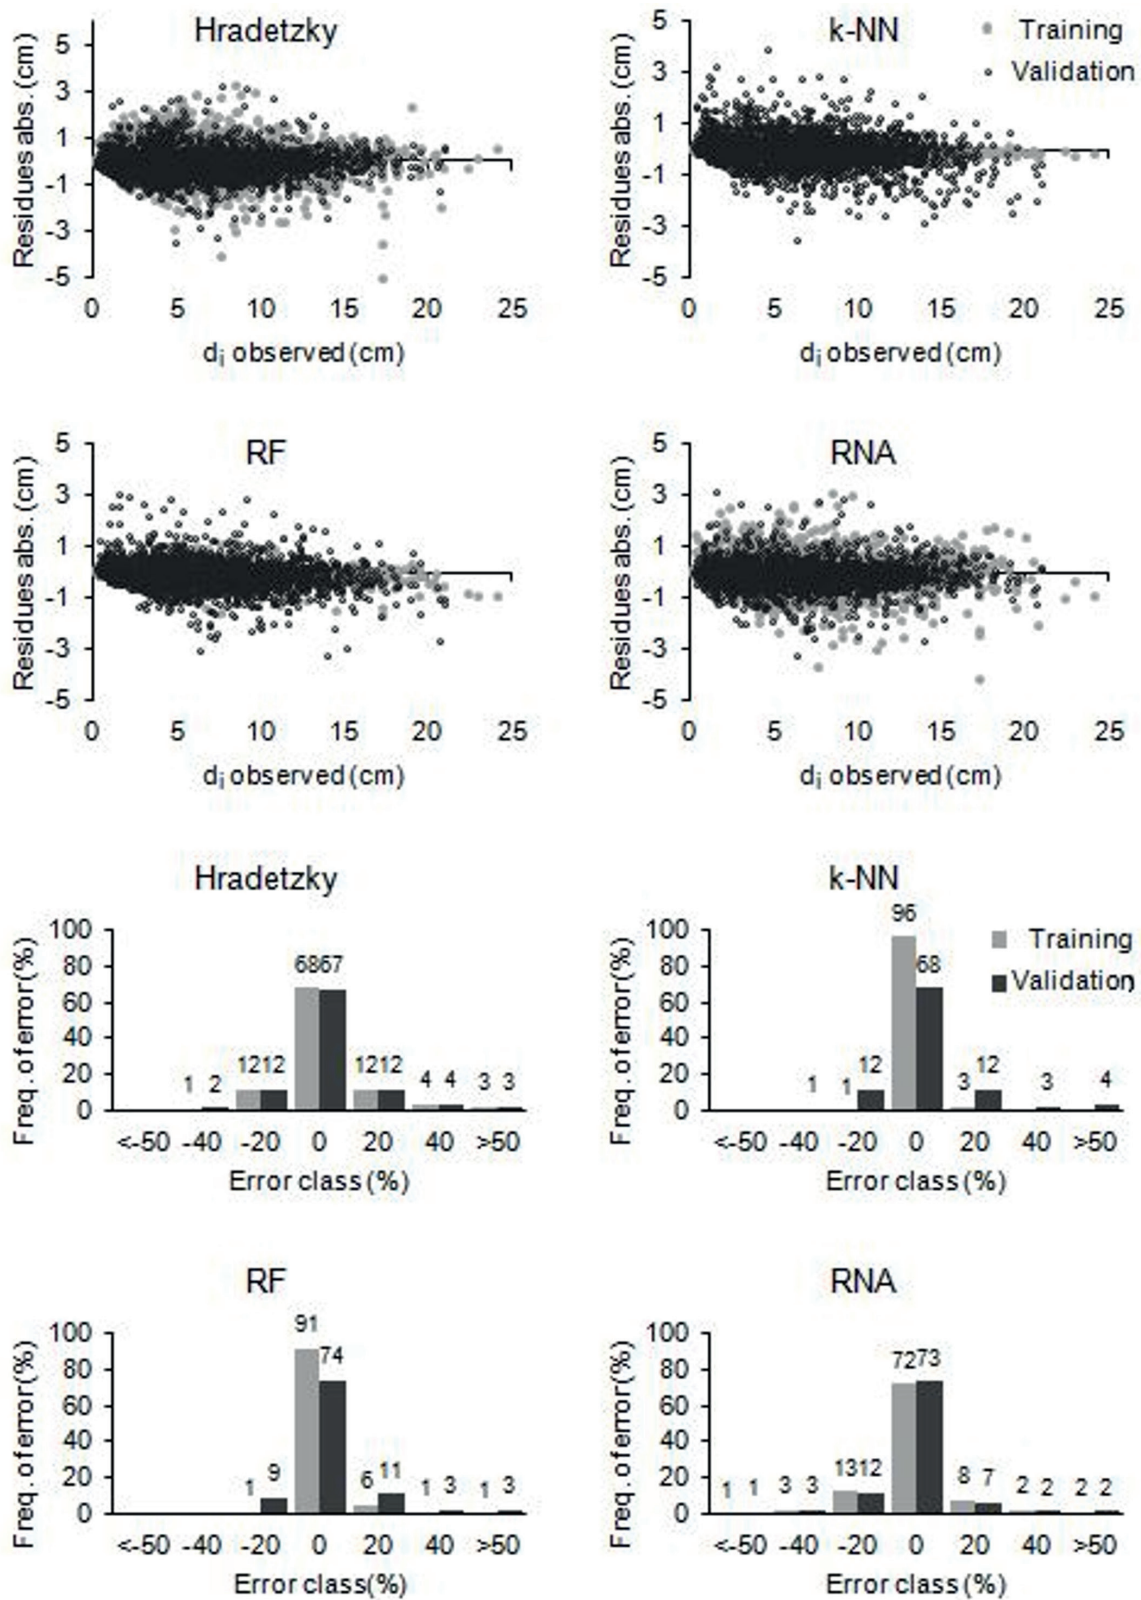 Hradetzky
5
3
1
-1
-3
-5
Residues abs. (cm)
0 5 10 15 20 25
di observed (cm)
k-NN
Training
Validation
5
3
1
-1
-3
-5
Residues abs. (cm)
0 5 10 15 20 25
di observed (cm)
RF
5
3
1
-1
-3
-5
Residues abs. (cm)
0 5 10 15 20 25
di observed (cm)
RNA
5
3
1
-1
-3
-5
Residues abs. (cm)
0 5 10 15 20 25
di observed (cm)
Hradetzky
100
80
60
40
20
0
Freq. of error (%)
1 2 12 12 68 67 12 12 4 4 3 3
<-50 -40 -20 0 20 40 >50
Error class (%)
k-NN
Training
Validation
100
80
60
40
20
0
Freq. of error (%)
1 1 12 96 68 3 12 3 4
<-50 -40 -20 0 20 40 >50
Error class (%)
RF
100
80
60
40
20
0
Freq. of error (%)
1 9 91 74 6 11 1 3 1 3
<-50 -40 -20 0 20 40 >50
Error class (%)
RNA
100
80
60
40
20
0
Freq. of error (%)
1 1 3 3 13 12 72 73 8 7 2 2 2 2
<-50 -40 -20 0 20 40 >50
Error class (%)